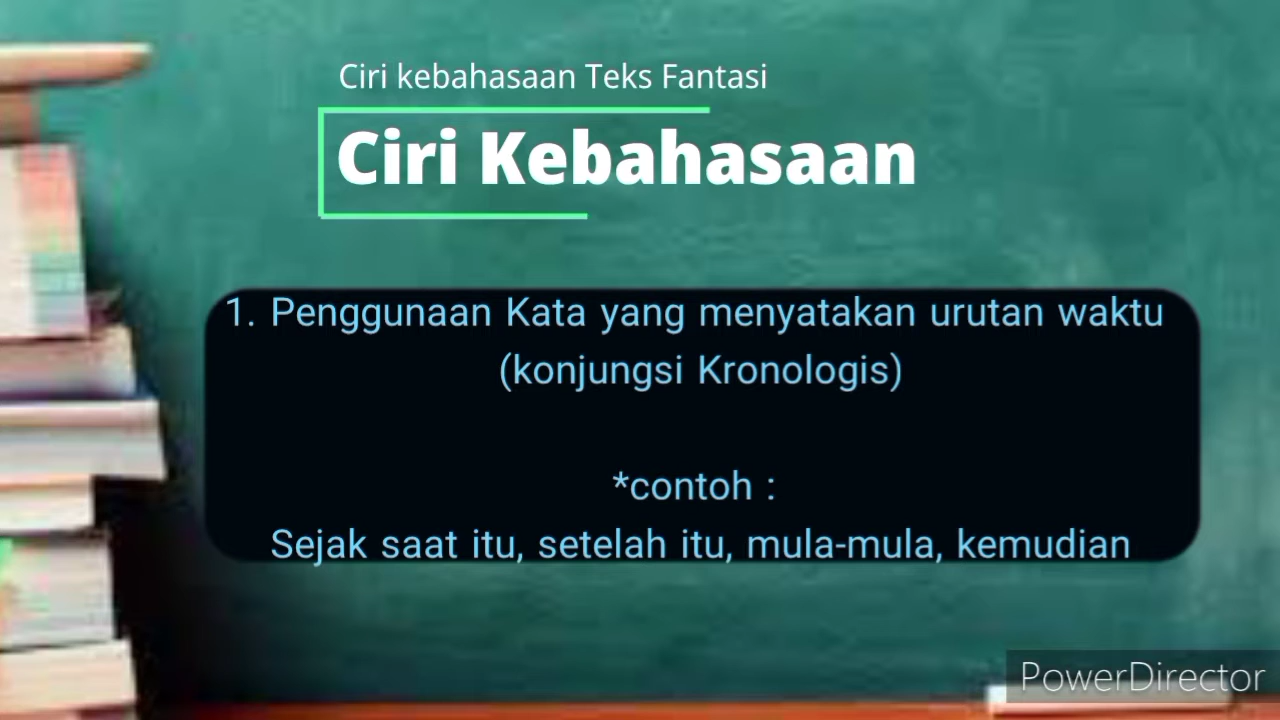 Ciri kebahasaan Teks Fantasi
Ciri Kebahasaan
1. Penggunaan Kata yang menyatakan urutan waktu
(konjungsi Kronologis)
*contoh :
Sejak saat itu, setelah itu, mula-mula, kemudian
PowerDirector